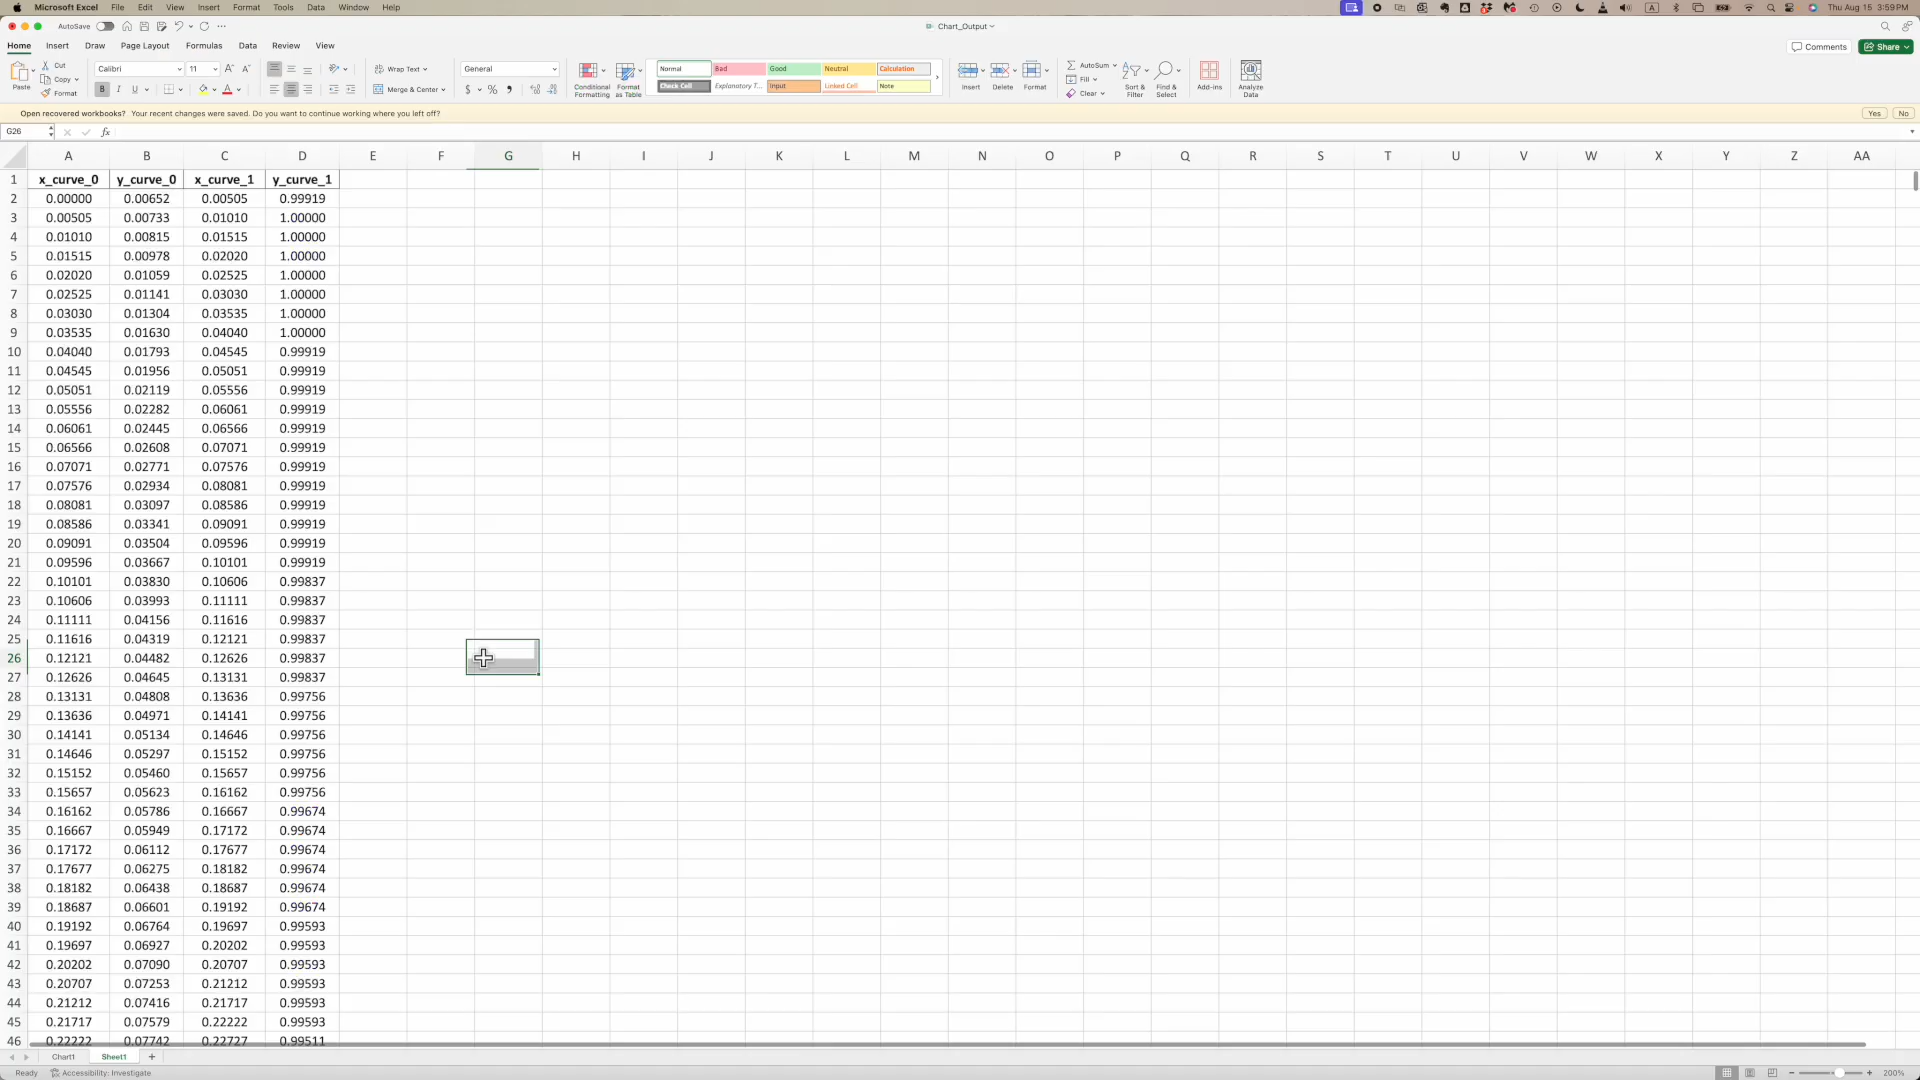 Microsoft Excel File Edit View Insert Format Tools Data Window Help Thu Aug 15 3:59 PM
AutoSave Chart_Output
Home Insert Draw Page Layout Formulas Data Review View Comments Share
Paste Cut Copy Format Calibri 11 Wrap Text General Conditional Formatting Format as Table Normal Bad Good Neutral Calculation Insert Delete Format AutoSum Sort & Filter Find & Select Add-ins Analyze Data
B I U Merge & Center $ % Check Cell Explanatory T... Input Linked Cell Note Fill Clear
Open recovered workbooks? Your recent changes were saved. Do you want to continue working where you left off? Yes No
G26 fx
A B C D E F G H I J K L M N O P Q R S T U V W X Y Z AA
1 x_curve_0 y_curve_0 x_curve_1 y_curve_1
2 0.00000 0.00652 0.00505 0.99919
3 0.00505 0.00733 0.01010 1.00000
4 0.01010 0.00815 0.01515 1.00000
5 0.01515 0.00978 0.02020 1.00000
6 0.02020 0.01059 0.02525 1.00000
7 0.02525 0.01141 0.03030 1.00000
8 0.03030 0.01304 0.03535 1.00000
9 0.03535 0.01630 0.04040 1.00000
10 0.04040 0.01793 0.04545 0.99919
11 0.04545 0.01956 0.05051 0.99919
12 0.05051 0.02119 0.05556 0.99919
13 0.05556 0.02282 0.06061 0.99919
14 0.06061 0.02445 0.06566 0.99919
15 0.06566 0.02608 0.07071 0.99919
16 0.07071 0.02771 0.07576 0.99919
17 0.07576 0.02934 0.08081 0.99919
18 0.08081 0.03097 0.08586 0.99919
19 0.08586 0.03341 0.09091 0.99919
20 0.09091 0.03504 0.09596 0.99919
21 0.09596 0.03667 0.10101 0.99919
22 0.10101 0.03830 0.10606 0.99837
23 0.10606 0.03993 0.11111 0.99837
24 0.11111 0.04156 0.11616 0.99837
25 0.11616 0.04319 0.12121 0.99837
26 0.12121 0.04482 0.12626 0.99837
27 0.12626 0.04645 0.13131 0.99837
28 0.13131 0.04808 0.13636 0.99756
29 0.13636 0.04971 0.14141 0.99756
30 0.14141 0.05134 0.14646 0.99756
31 0.14646 0.05297 0.15152 0.99756
32 0.15152 0.05460 0.15657 0.99756
33 0.15657 0.05623 0.16162 0.99756
34 0.16162 0.05786 0.16667 0.99674
35 0.16667 0.05949 0.17172 0.99674
36 0.17172 0.06112 0.17677 0.99674
37 0.17677 0.06275 0.18182 0.99674
38 0.18182 0.06438 0.18687 0.99674
39 0.18687 0.06601 0.19192 0.99674
40 0.19192 0.06764 0.19697 0.99593
41 0.19697 0.06927 0.20202 0.99593
42 0.20202 0.07090 0.20707 0.99593
43 0.20707 0.07253 0.21212 0.99593
44 0.21212 0.07416 0.21717 0.99593
45 0.21717 0.07579 0.22222 0.99593
46 0.22222 0.07742 0.22727 0.99511
Chart1 Sheet1 +
Ready Accessibility: Investigate 200%